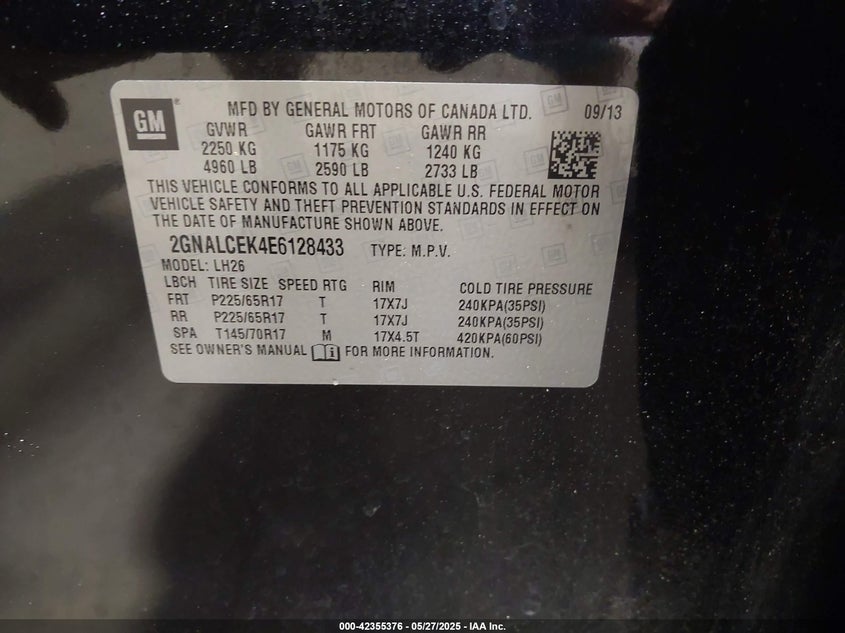 GM ® MFD BY GENERAL MOTORS OF CANADA LTD. 09/13
GVWR GAWR FRT GAWR RR
2250 KG 1175 KG 1240 KG
4960 LB 2590 LB 2733 LB
THIS VEHICLE CONFORMS TO ALL APPLICABLE U.S. FEDERAL MOTOR
VEHICLE SAFETY AND THEFT PREVENTION STANDARDS IN EFFECT ON
THE DATE OF MANUFACTURE SHOWN ABOVE.
2GNALCEK4E6128433 TYPE: M.P.V.
MODEL: LH26
LBCH TIRE SIZE SPEED RTG RIM COLD TIRE PRESSURE
FRT P225/65R17 T 17X7J 240KPA(35PSI)
RR P225/65R17 T 17X7J 240KPA(35PSI)
SPA T145/70R17 M 17X4.5T 420KPA(60PSI)
SEE OWNER'S MANUAL FOR MORE INFORMATION.
000-42355376 - 05/27/2025 - IAA Inc.